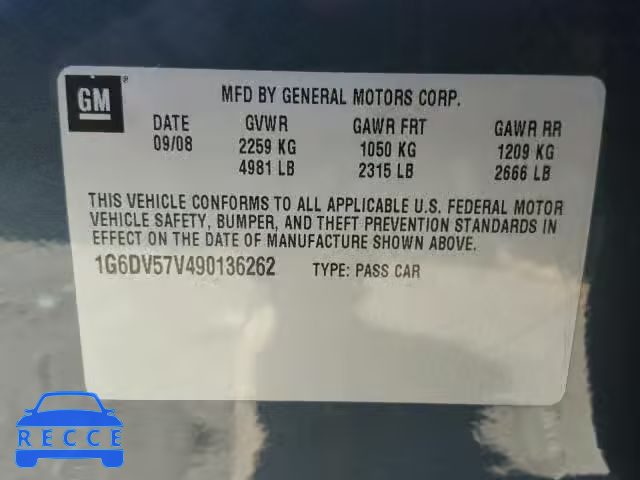 GM®
MFD BY GENERAL MOTORS CORP.
DATE GVWR GAWR FRT GAWR RR
09/08 2259 KG 1050 KG 1209 KG
4981 LB 2315 LB 2666 LB
THIS VEHICLE CONFORMS TO ALL APPLICABLE U.S. FEDERAL MOTOR
VEHICLE SAFETY, BUMPER, AND THEFT PREVENTION STANDARDS IN
EFFECT ON THE DATE OF MANUFACTURE SHOWN ABOVE.
1G6DV57V490136262 TYPE: PASS CAR